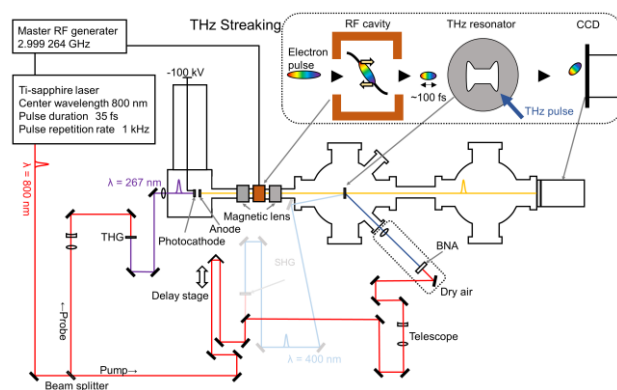 THz Streaking
Master RF generater
2.999 264 GHz
Ti-sapphire laser
Center wavelength 800 nm
Pulse duration 35 fs
Pulse repetition rate 1 kHz
-100 kV
RF cavity
THz resonator
CCD
Electron
pulse
~100 fs
THz pulse
λ = 800 nm
λ = 267 nm
Magnetic lens
Anode
Photocathode
THG
SHG
BNA
Delay stage
Dry air
←Probe
Telescope
λ = 400 nm
Pump→
Beam splitter